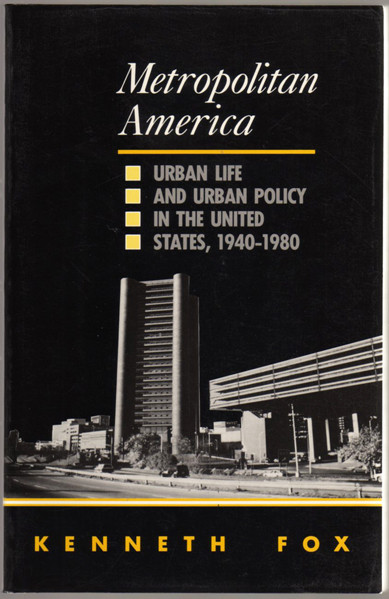 Metropolitan
America
URBAN LIFE
AND URBAN POLICY
IN THE UNITED
STATES, 1940-1980
KENNETH FOX